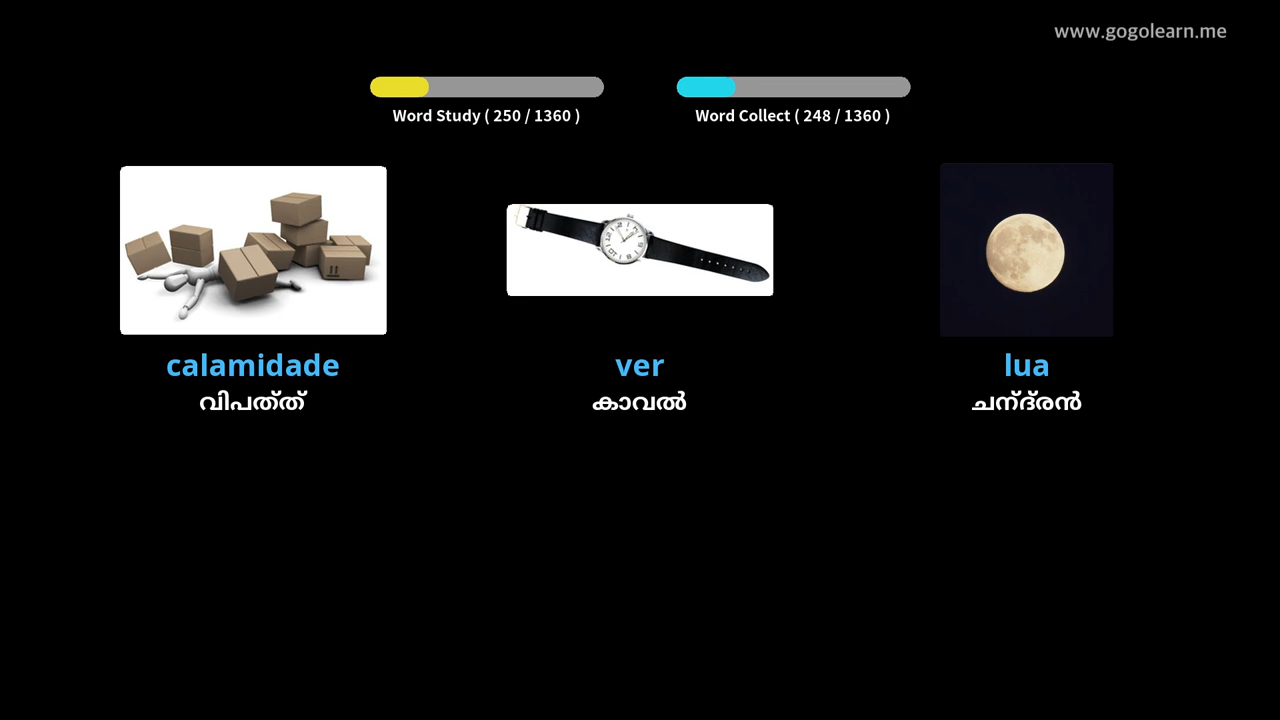 www.gogolearn.me
Word Study ( 250 / 1360 )
Word Collect ( 248 / 1360 )
calamidade
വിപത്ത്
ver
കാവൽ
lua
ചന്ദ്രൻ